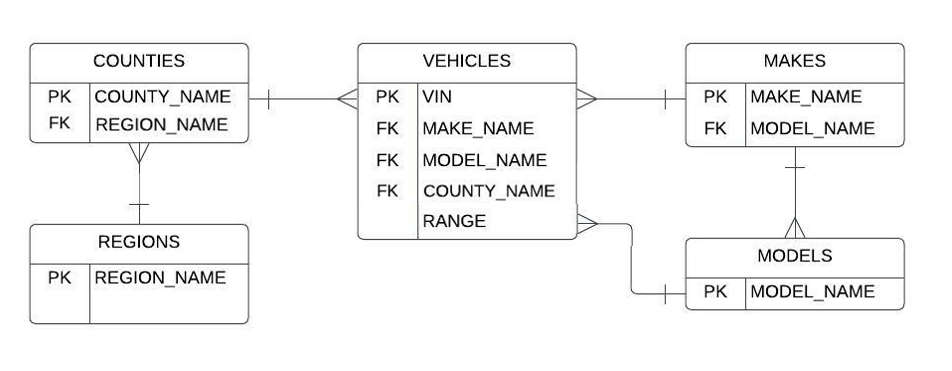 COUNTIES
PK COUNTY_NAME
FK REGION_NAME
REGIONS
PK REGION_NAME
VEHICLES
PK VIN
FK MAKE_NAME
FK MODEL_NAME
FK COUNTY_NAME
RANGE
MAKES
PK MAKE_NAME
FK MODEL_NAME
MODELS
PK MODEL_NAME